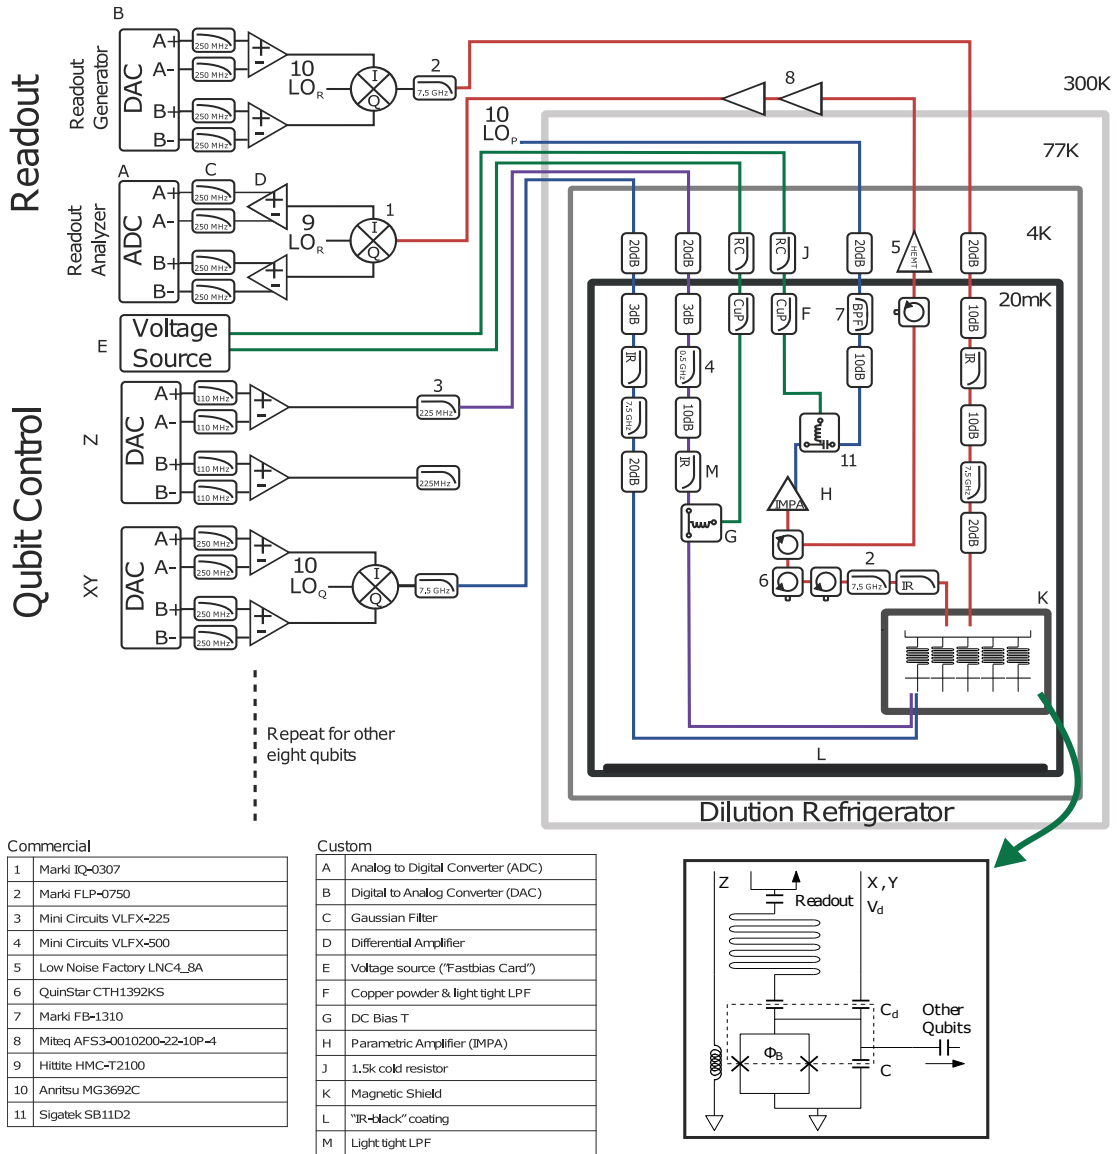 B
Readout
Readout
Generator
DAC
A+
A-
B+
B-
250 MHz
250 MHz
250 MHz
250 MHz
10
LO_R
I
Q
2
7.5 GHz
8
300K
A
Readout
Analyzer
ADC
A+
A-
B+
B-
C
250 MHz
250 MHz
250 MHz
250 MHz
D
9
LO_R
I
Q
1
10
LO_P
77K
4K
20mK
E
Voltage
Source
Qubit Control
Z
DAC
A+
A-
B+
B-
110 MHz
110 MHz
110 MHz
110 MHz
3
225 MHz
225MHz
XY
DAC
A+
A-
B+
B-
250 MHz
250 MHz
250 MHz
250 MHz
10
LO_Q
I
Q
7.5 GHz
Repeat for other
eight qubits
20dB
3dB
IR
7.5 GHz
20dB
20dB
3dB
0.5 GHz
4
10dB
IR
M
G
RC
CuP
RC
J
CuP
F
20dB
7
BPF
10dB
11
H
IMPA
5
HEMT
20dB
10dB
IR
10dB
7.5 GHz
20dB
6
2
7.5 GHz
IR
K
L
Dilution Refrigerator
Commercial
1 Marki IQ-0307
2 Marki FLP-0750
3 Mini Circuits VLFX-225
4 Mini Circuits VLFX-500
5 Low Noise Factory LNC4_8A
6 QuinStar CTH1392KS
7 Marki FB-1310
8 Miteq AFS3-0010200-22-10P-4
9 Hittite HMC-T2100
10 Anritsu MG3692C
11 Sigatek SB11D2
Custom
A Analog to Digital Converter (ADC)
B Digital to Analog Converter (DAC)
C Gaussian Filter
D Differential Amplifier
E Voltage source ("Fastbias Card")
F Copper powder & light tight LPF
G DC Bias T
H Parametric Amplifier (IMPA)
J 1.5k cold resistor
K Magnetic Shield
L "IR-black" coating
M Light tight LPF
Z
Readout
X , Y
V_d
C_d
Other
Qubits
Φ_B
C